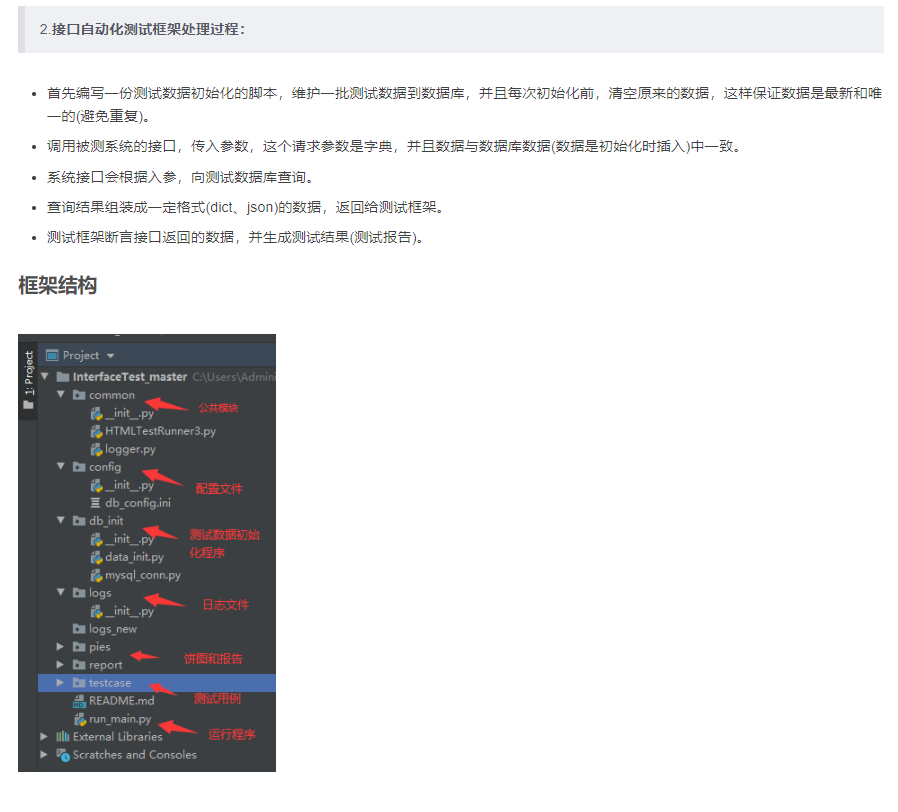 2.接口自动化测试框架处理过程：
首先编写一份测试数据初始化的脚本，维护一批测试数据到数据库，并且每次初始化前，清空原来的数据，这样保证数据是最新和唯
一的(避免重复)。
调用被测系统的接口，传入参数，这个请求参数是字典，并且数据与数据库数据(数据是初始化时插入)中一致。
系统接口会根据入参，向测试数据库查询。
查询结果组装成一定格式(dict、json)的数据，返回给测试框架。
测试框架断言接口返回的数据，并生成测试结果(测试报告)。
框架结构
1: Project
Project
InterfaceTest_master C:\Users\Admini
common
公共模块
__init__.py
HTMLTestRunner3.py
logger.py
config
__init__.py
配置文件
db_config.ini
db_init
__init__.py
测试数据初始
化程序
data_init.py
mysql_conn.py
logs
__init__.py
日志文件
logs_new
pies
饼图和报告
report
testcase
测试用例
README.md
run_main.py
运行程序
External Libraries
Scratches and Consoles